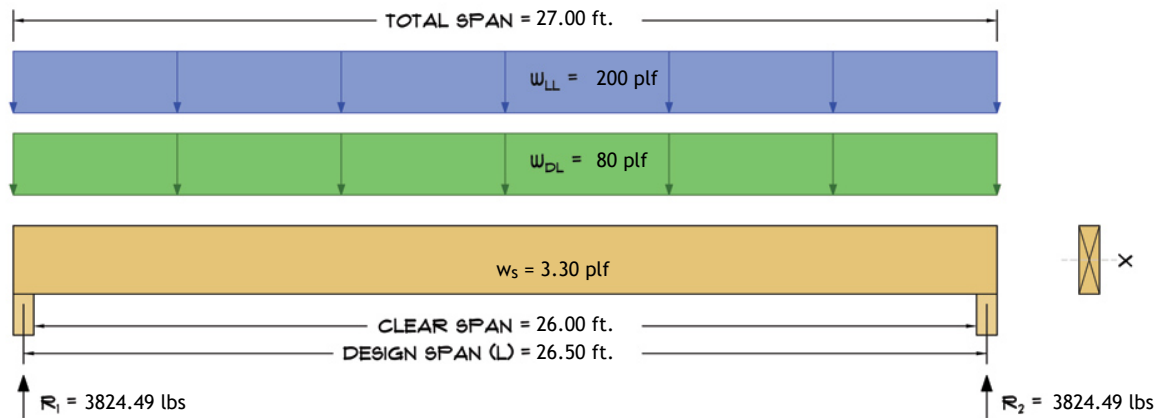 TOTAL SPAN = 27.00 ft.
wLL = 200 plf
wDL = 80 plf
ws = 3.30 plf
X
CLEAR SPAN = 26.00 ft.
DESIGN SPAN (L) = 26.50 ft.
R1 = 3824.49 lbs
R2 = 3824.49 lbs